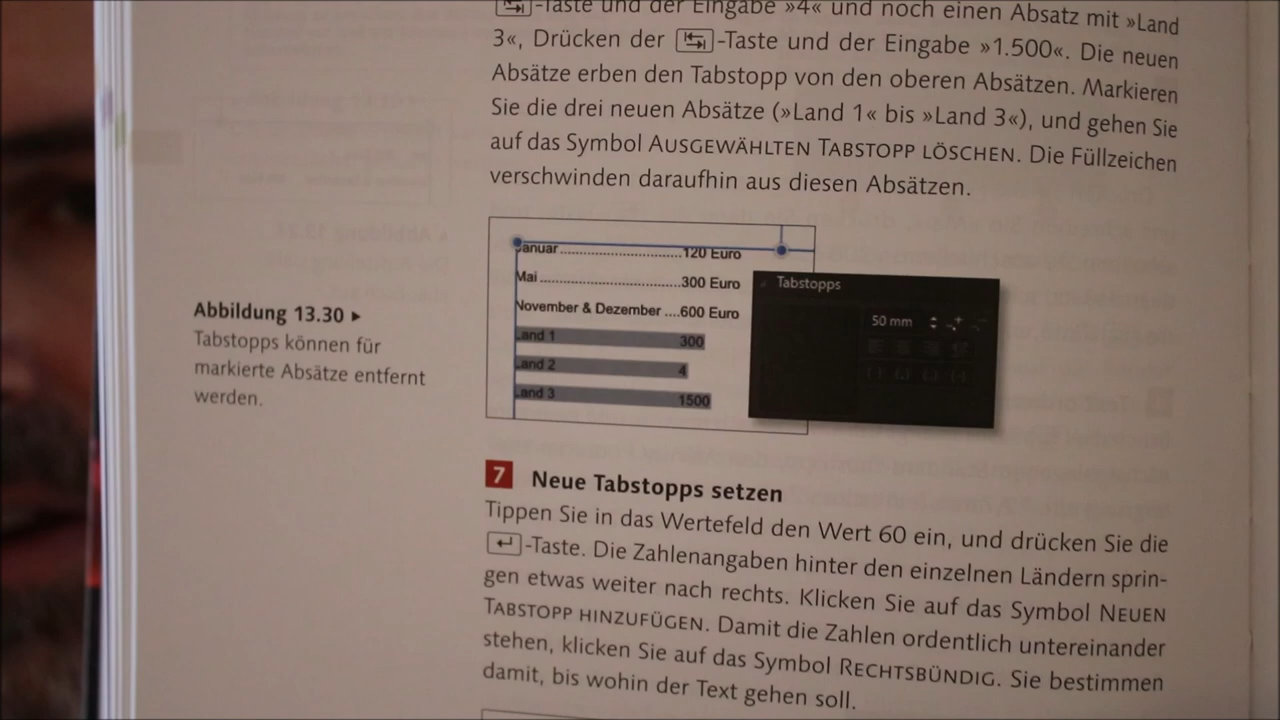 -Taste und der Eingabe »4« und noch einen Absatz mit »Land
3«, Drücken der -Taste und der Eingabe »1.500«. Die neuen
Absätze erben den Tabstopp von den oberen Absätzen. Markieren
Sie die drei neuen Absätze (»Land 1« bis »Land 3«), und gehen Sie
auf das Symbol AUSGEWÄHLTEN TABSTOPP LÖSCHEN. Die Füllzeichen
verschwinden daraufhin aus diesen Absätzen.
Abbildung 13.30 ▸
Tabstopps können für
markierte Absätze entfernt
werden.
Januar ..............................120 Euro
Mai ...................................300 Euro
November & Dezember ....600 Euro
Land 1 300
Land 2 4
Land 3 1500
Tabstopps
50 mm
7 Neue Tabstopps setzen
Tippen Sie in das Wertefeld den Wert 60 ein, und drücken Sie die
↵-Taste. Die Zahlenangaben hinter den einzelnen Ländern sprin-
gen etwas weiter nach rechts. Klicken Sie auf das Symbol NEUEN
TABSTOPP HINZUFÜGEN. Damit die Zahlen ordentlich untereinander
stehen, klicken Sie auf das Symbol RECHTSBÜNDIG. Sie bestimmen
damit, bis wohin der Text gehen soll.